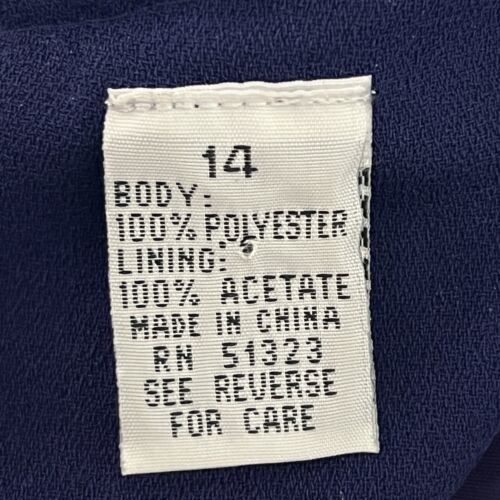 14
BODY:
100% POLYESTER
LINING:
100% ACETATE
MADE IN CHINA
RN 51323
SEE REVERSE
FOR CARE